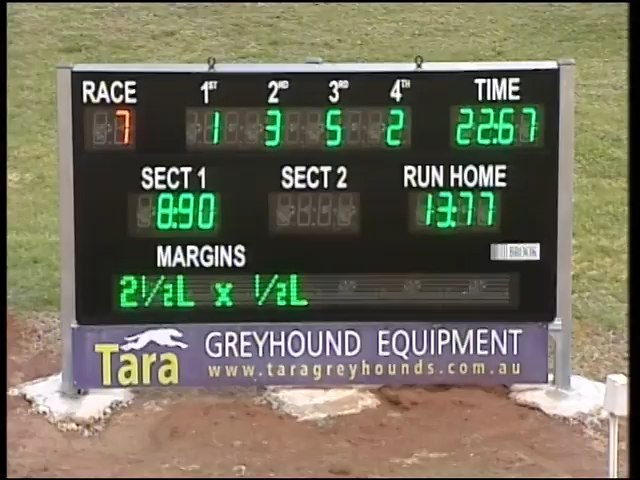 RACE 1ST 2ND 3RD 4TH TIME
7 1 3 5 2 22.67
SECT 1 SECT 2 RUN HOME
8.90 13.77
MARGINS BROOK
2½L x ½L
Tara GREYHOUND EQUIPMENT
www.taragreyhounds.com.au